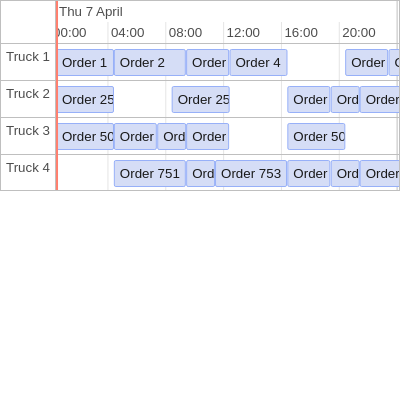 Thu 7 April
00:00 04:00 08:00 12:00 16:00 20:00
Truck 1 Order 1 Order 2 Order Order 4 Order
Truck 2 Order 25 Order 25 Order Ord Order
Truck 3 Order 50 Order Ord Order Order 50
Truck 4 Order 751 Ord Order 753 Order Ord Order